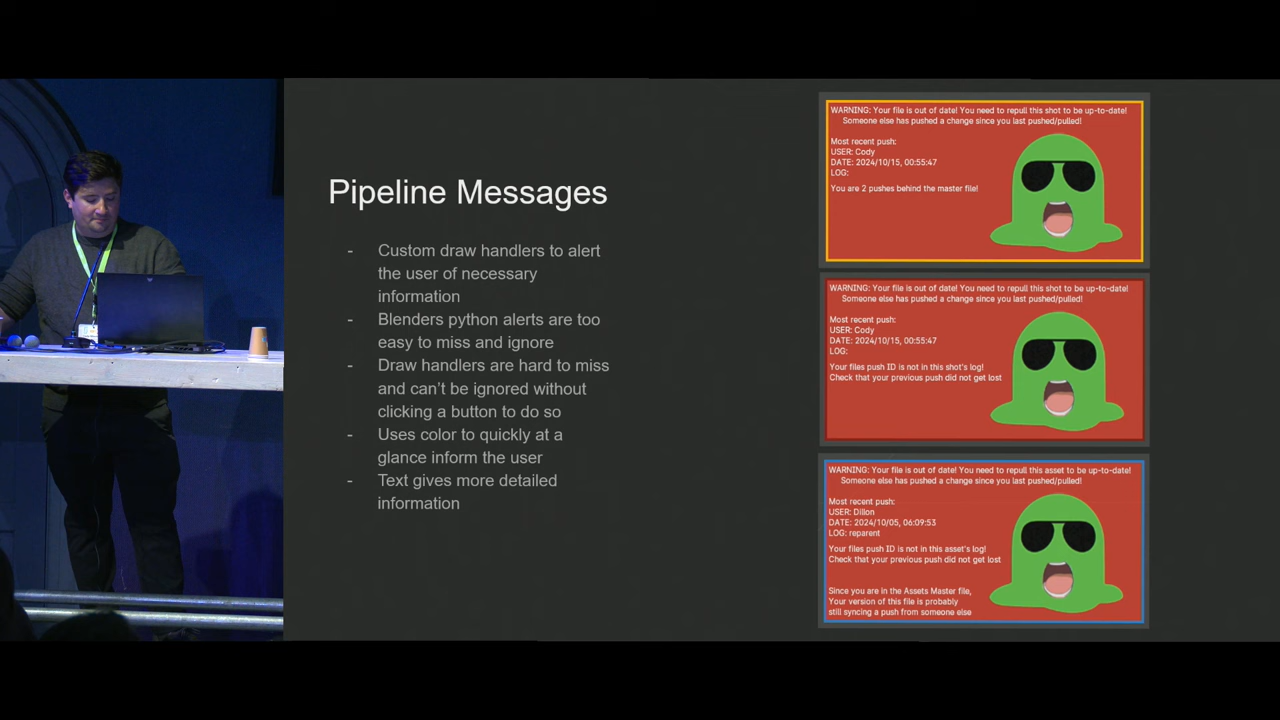 Pipeline Messages
- Custom draw handlers to alert
the user of necessary
information
- Blenders python alerts are too
easy to miss and ignore
- Draw handlers are hard to miss
and can't be ignored without
clicking a button to do so
- Uses color to quickly at a
glance inform the user
- Text gives more detailed
information
WARNING: Your file is out of date! You need to repull this shot to be up-to-date!
Someone else has pushed a change since you last pushed/pulled!
Most recent push:
USER: Cody
DATE: 2024/10/15, 00:55:47
LOG:
You are 2 pushes behind the master file!
WARNING: Your file is out of date! You need to repull this shot to be up-to-date!
Someone else has pushed a change since you last pushed/pulled!
Most recent push:
USER: Cody
DATE: 2024/10/15, 00:55:47
LOG:
Your files push ID is not in this shot's log!
Check that your previous push did not get lost
WARNING: Your file is out of date! You need to repull this asset to be up-to-date!
Someone else has pushed a change since you last pushed/pulled!
Most recent push:
USER: Dillon
DATE: 2024/10/05, 06:09:53
LOG: reparent
Your files push ID is not in this asset's log!
Check that your previous push did not get lost
Since you are in the Assets Master file,
Your version of this file is probably
still syncing a push from someone else